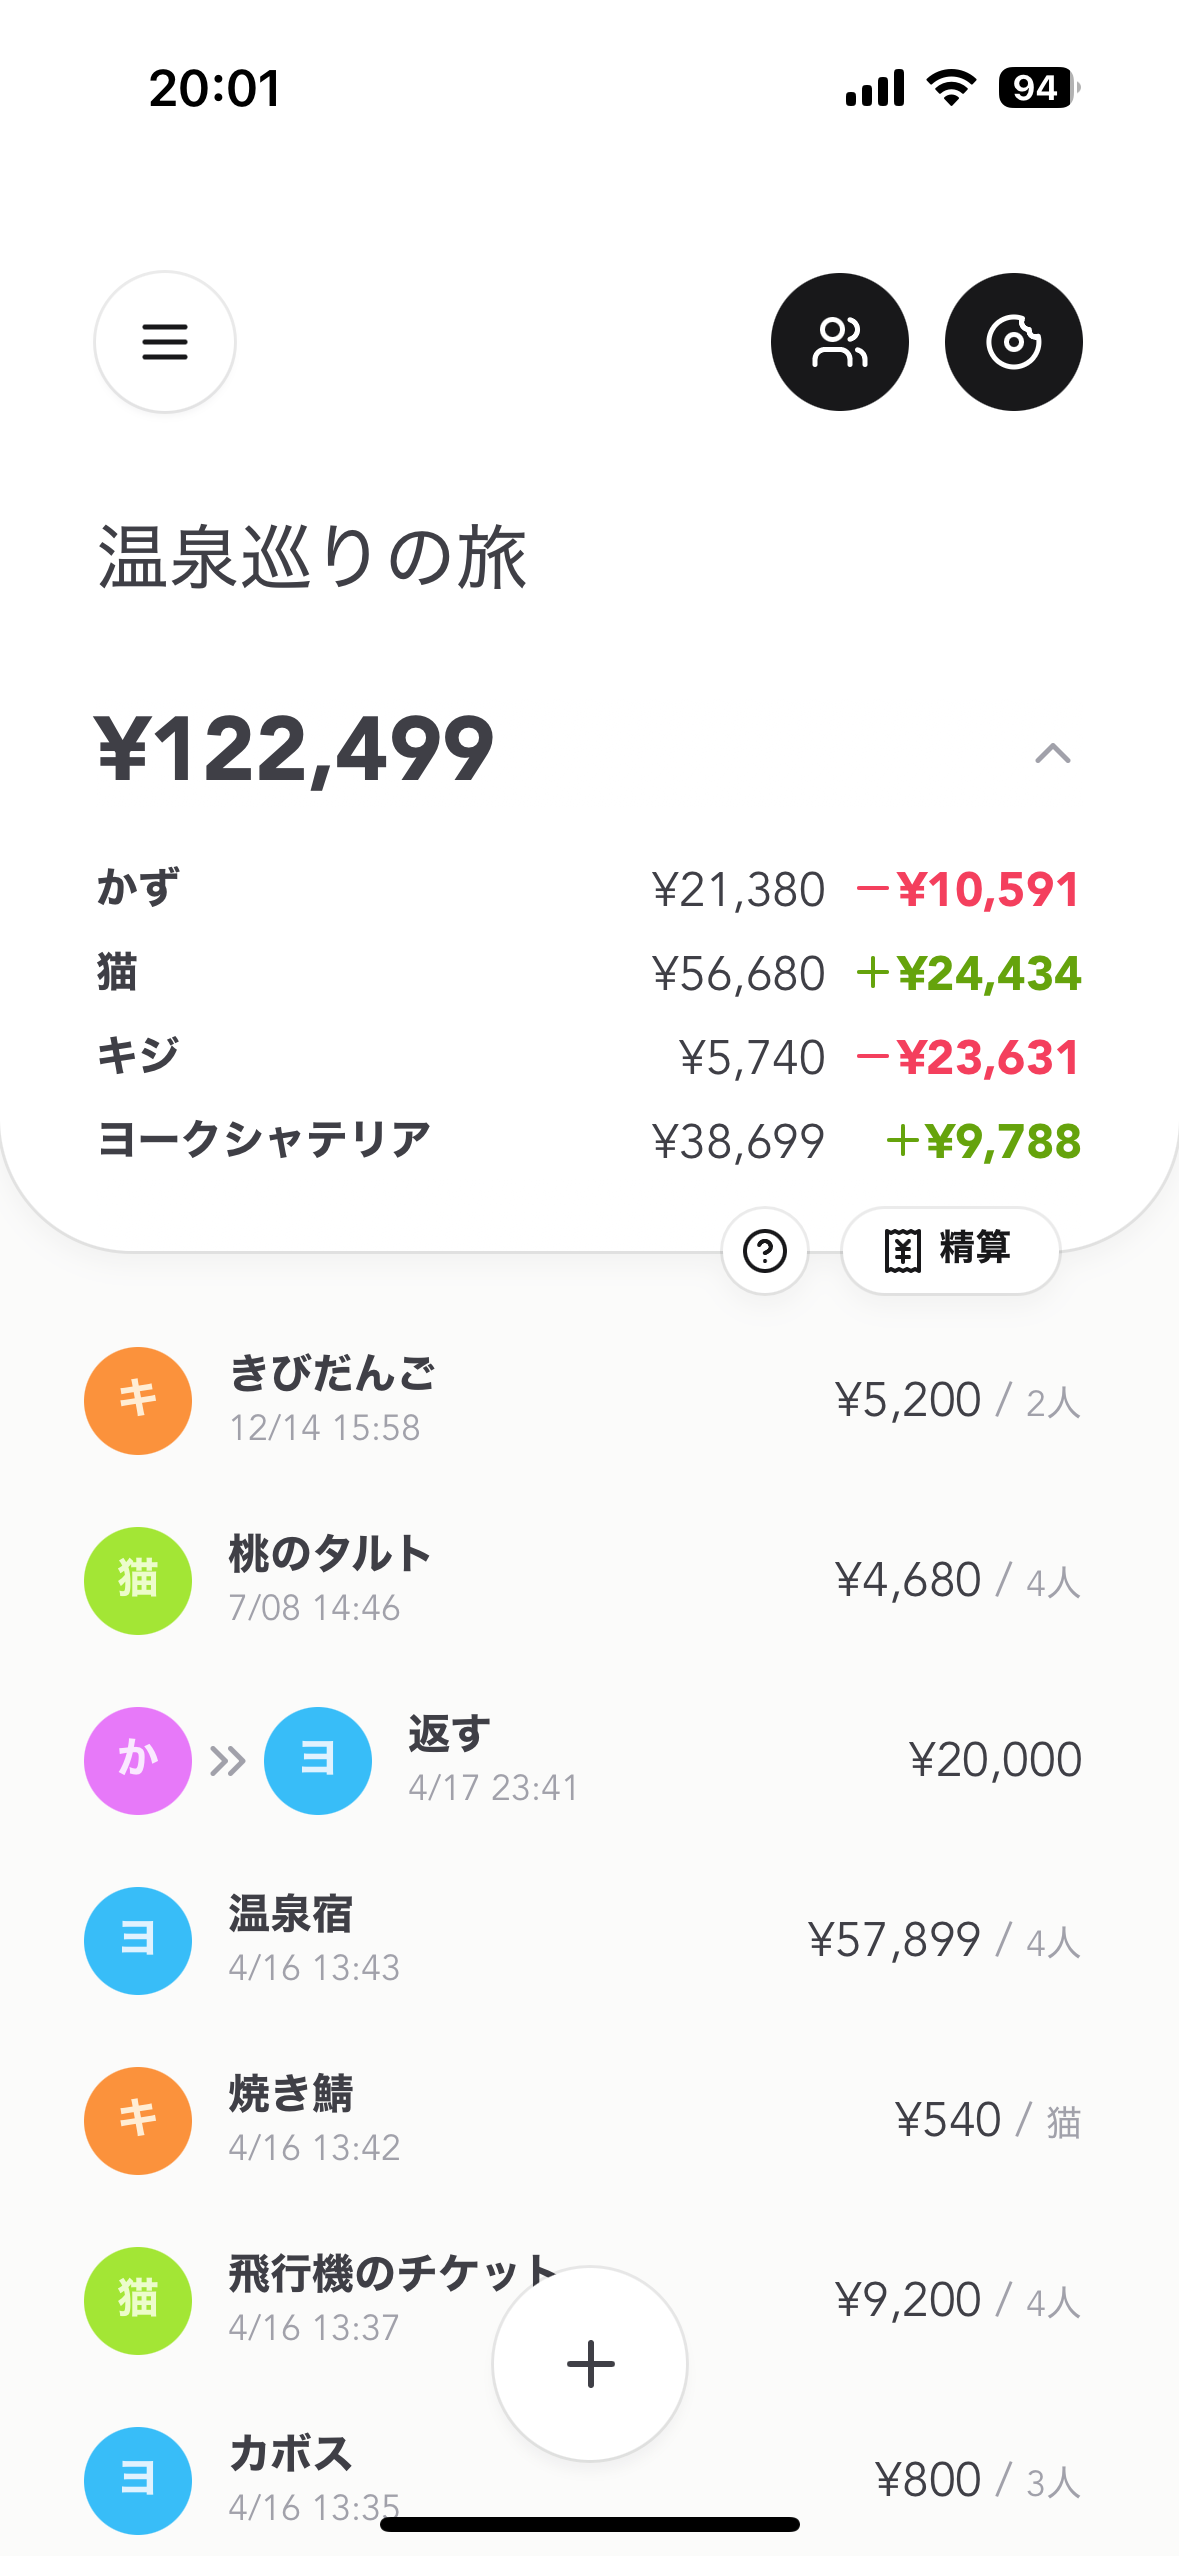 20:01
94
温泉巡りの旅
¥122,499
かず ¥21,380 −¥10,591
猫 ¥56,680 +¥24,434
キジ ¥5,740 −¥23,631
ヨークシャテリア ¥38,699 +¥9,788
精算
キ きびだんご ¥5,200 / 2人
12/14 15:58
猫 桃のタルト ¥4,680 / 4人
7/08 14:46
か ヨ 返す ¥20,000
4/17 23:41
ヨ 温泉宿 ¥57,899 / 4人
4/16 13:43
キ 焼き鯖 ¥540 / 猫
4/16 13:42
猫 飛行機のチケット ¥9,200 / 4人
4/16 13:37
ヨ カボス ¥800 / 3人
4/16 13:35